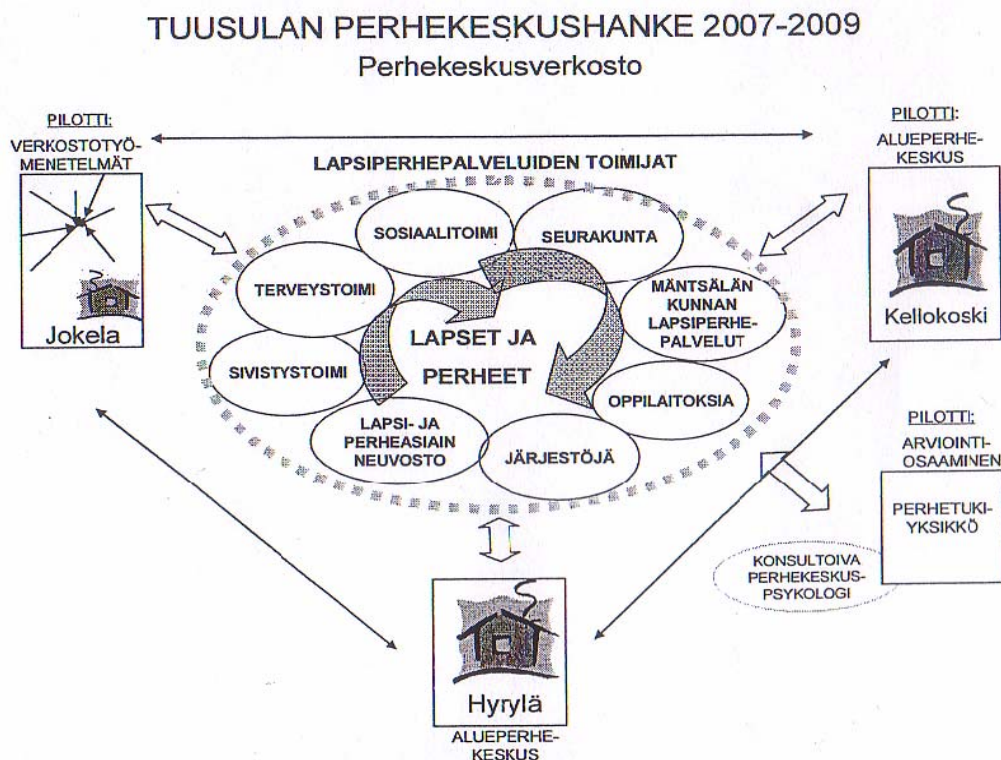 TUUSULAN PERHEKESKUSHANKE 2007-2009
Perhekeskusverkosto
PILOTTI:
VERKOSTOTYÖ-
MENETELMÄT
Jokela
PILOTTI:
ALUEPERHE-
KESKUS
Kellokoski
LAPSIPERHEPALVELUIDEN TOIMIJAT
SOSIAALITOIMI
SEURAKUNTA
TERVEYSTOIMI
MÄNTSÄLÄN
KUNNAN
LAPSIPERHE-
PALVELUT
LAPSET JA
PERHEET
SIVISTYSTOIMI
OPPILAITOKSIA
LAPSI- JA
PERHEASIAIN
NEUVOSTO
JÄRJESTÖJÄ
PILOTTI:
ARVIOINTI-
OSAAMINEN
PERHETUKI-
YKSIKKÖ
KONSULTOIVA
PERHEKESKUS-
PSYKOLOGI
Hyrylä
ALUEPERHE-
KESKUS